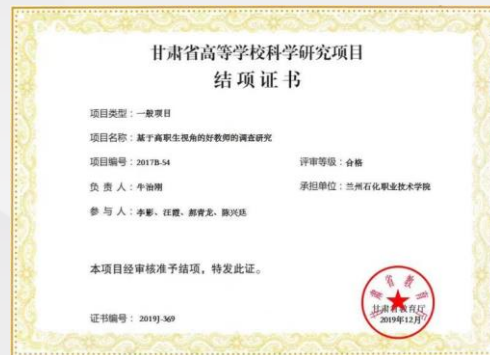 甘肃省高等学校科学研究项目
结项证书
项目类型：一般项目
项目名称：基于高职生视角的好教师的调查研究
项目编号：2017B-54 评审等级：合格
负责人：牛治刚 承担单位：兰州石化职业技术学院
参与人：李彬、汪霞、郝青龙、陈兴廷
本项目经审核准予结项，特发此证。
甘肃省教育厅
证书编号：2019J-369 2019年12月